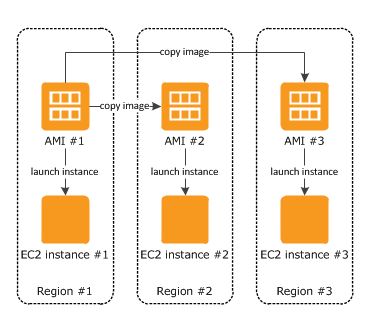 copy image
copy image
AMI #1
AMI #2
AMI #3
launch instance
launch instance
launch instance
EC2 instance #1
EC2 instance #2
EC2 instance #3
Region #1
Region #2
Region #3